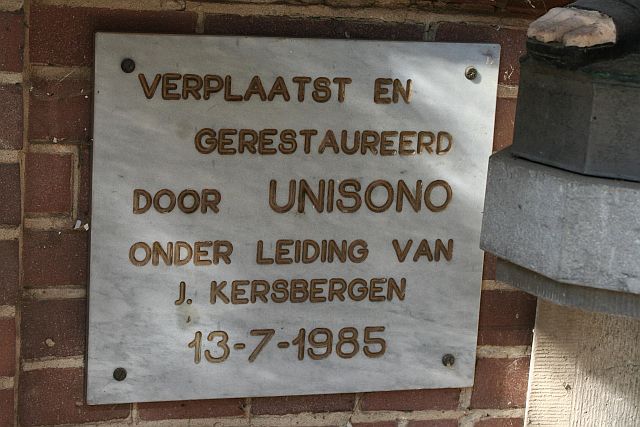 VERPLAATST EN
GERESTAUREERD
DOOR UNISONO
ONDER LEIDING VAN
J. KERSBERGEN
13-7-1985